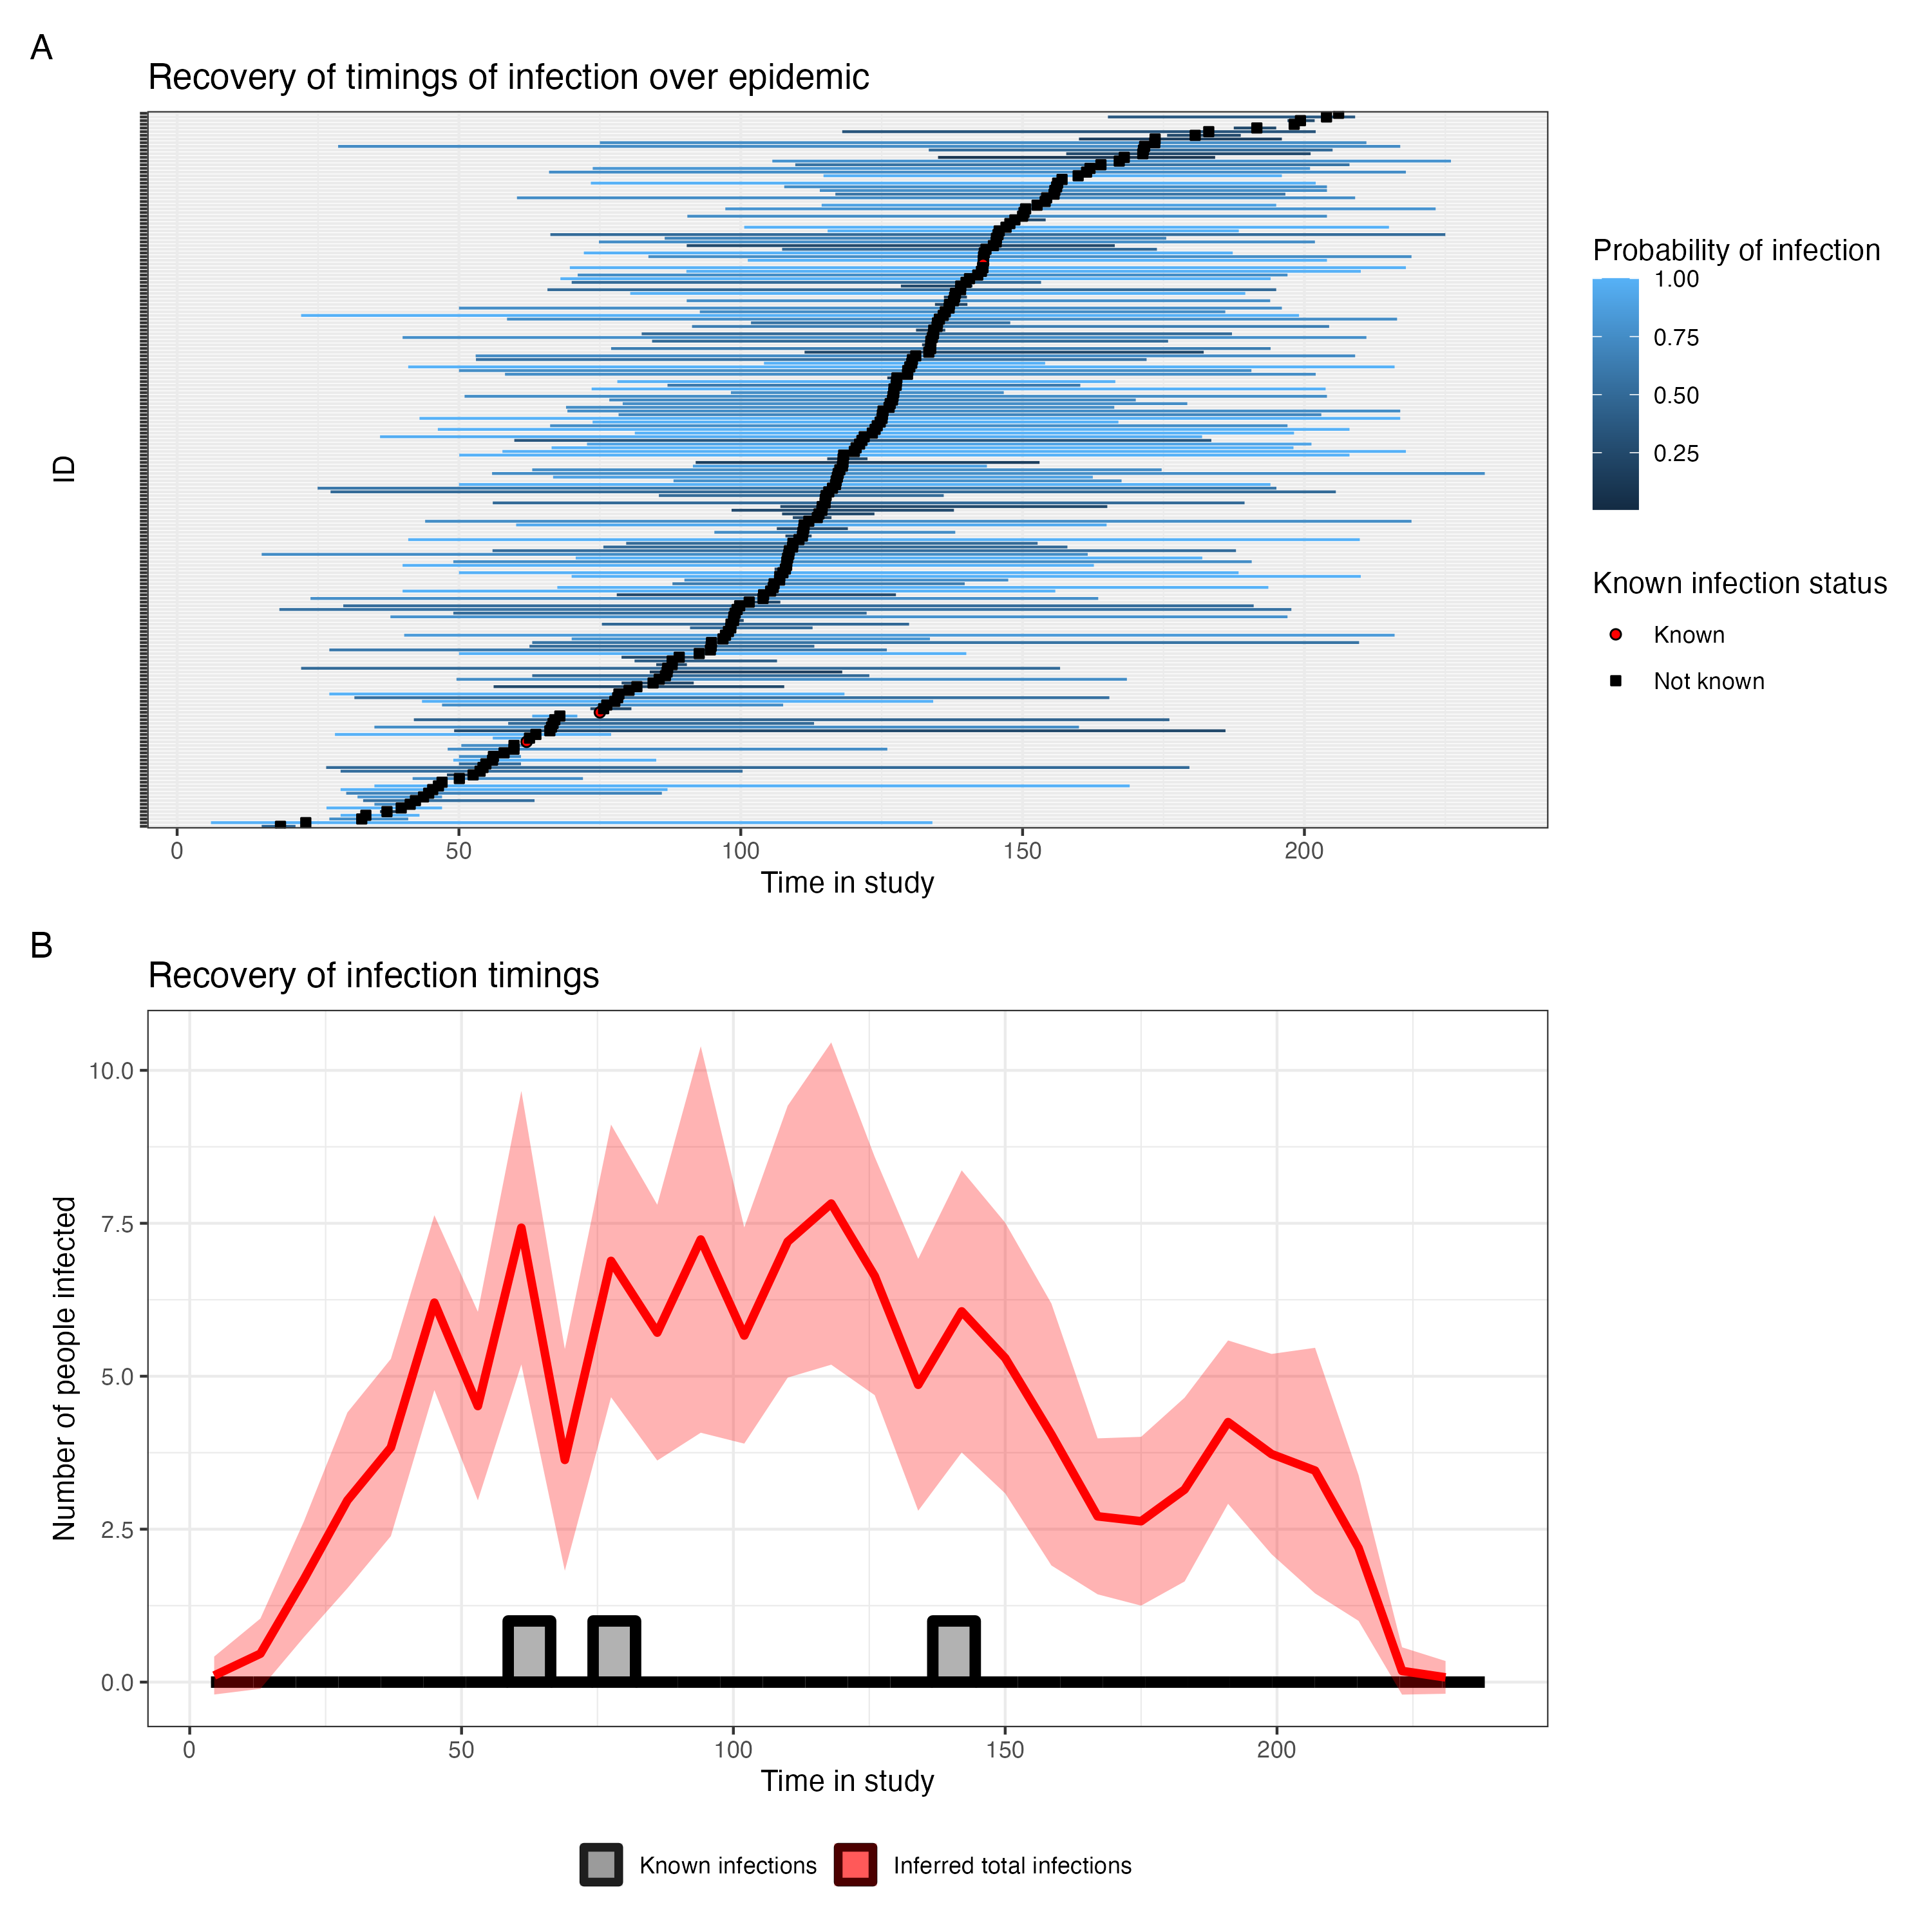 A
Recovery of timings of infection over epidemic
ID
0 50 100 150 200
Time in study
Probability of infection
1.00
0.75
0.50
0.25
Known infection status
Known
Not known
B
Recovery of infection timings
Number of people infected
10.0
7.5
5.0
2.5
0.0
0 50 100 150 200
Time in study
Known infections Inferred total infections